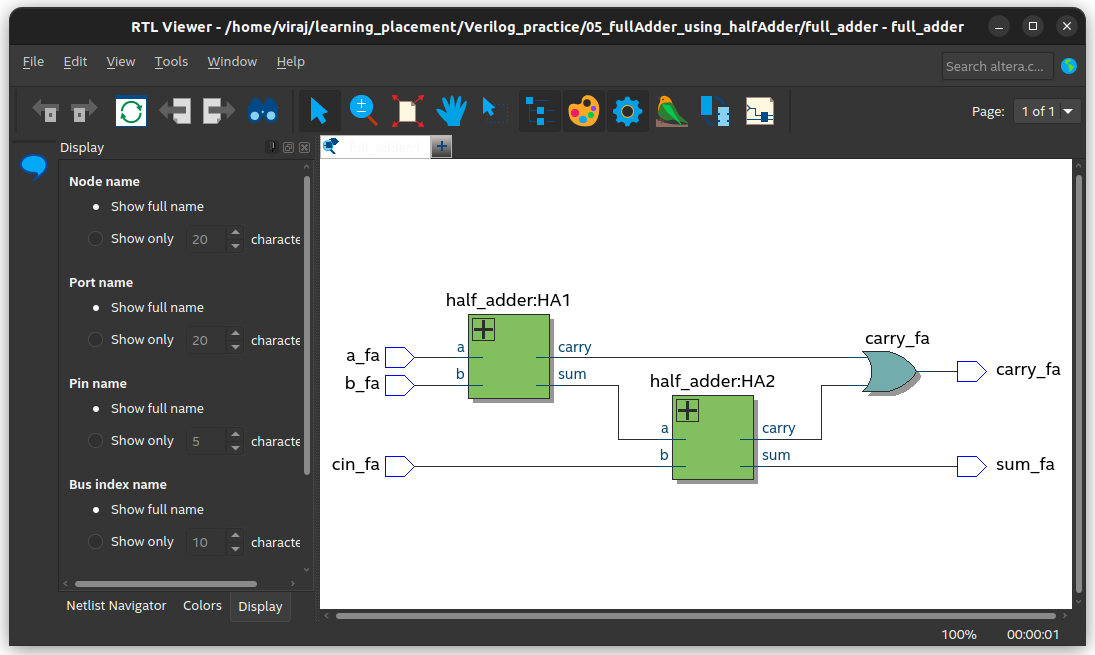 RTL Viewer - /home/viraj/learning_placement/Verilog_practice/05_fullAdder_using_halfAdder/full_adder - full_adder
File Edit View Tools Window Help
Search altera.c...
Page: 1 of 1
Display
full_adder:1
Node name
Show full name
Show only 20 characte
Port name
Show full name
Show only 20 characte
Pin name
Show full name
Show only 5 characte
Bus index name
Show full name
Show only 10 characte
Netlist Navigator Colors Display
half_adder:HA1
a_fa a carry
b_fa b sum
half_adder:HA2
cin_fa a carry
b sum
carry_fa
carry_fa
sum_fa
100% 00:00:01